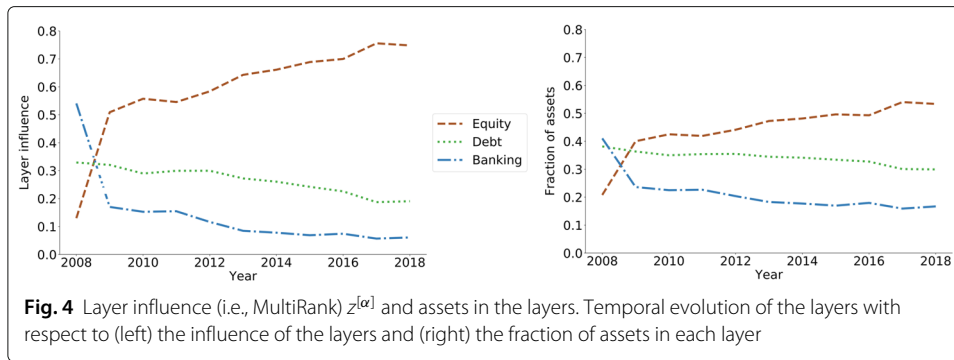 0.8
0.7
0.6
0.5
0.4
0.3
0.2
0.1
0.0
Layer influence
2008 2010 2012 2014 2016 2018
Year
Equity
Debt
Banking
0.8
0.7
0.6
0.5
0.4
0.3
0.2
0.1
0.0
Fraction of assets
2008 2010 2012 2014 2016 2018
Year
Fig. 4 Layer influence (i.e., MultiRank) z^[α] and assets in the layers. Temporal evolution of the layers with
respect to (left) the influence of the layers and (right) the fraction of assets in each layer